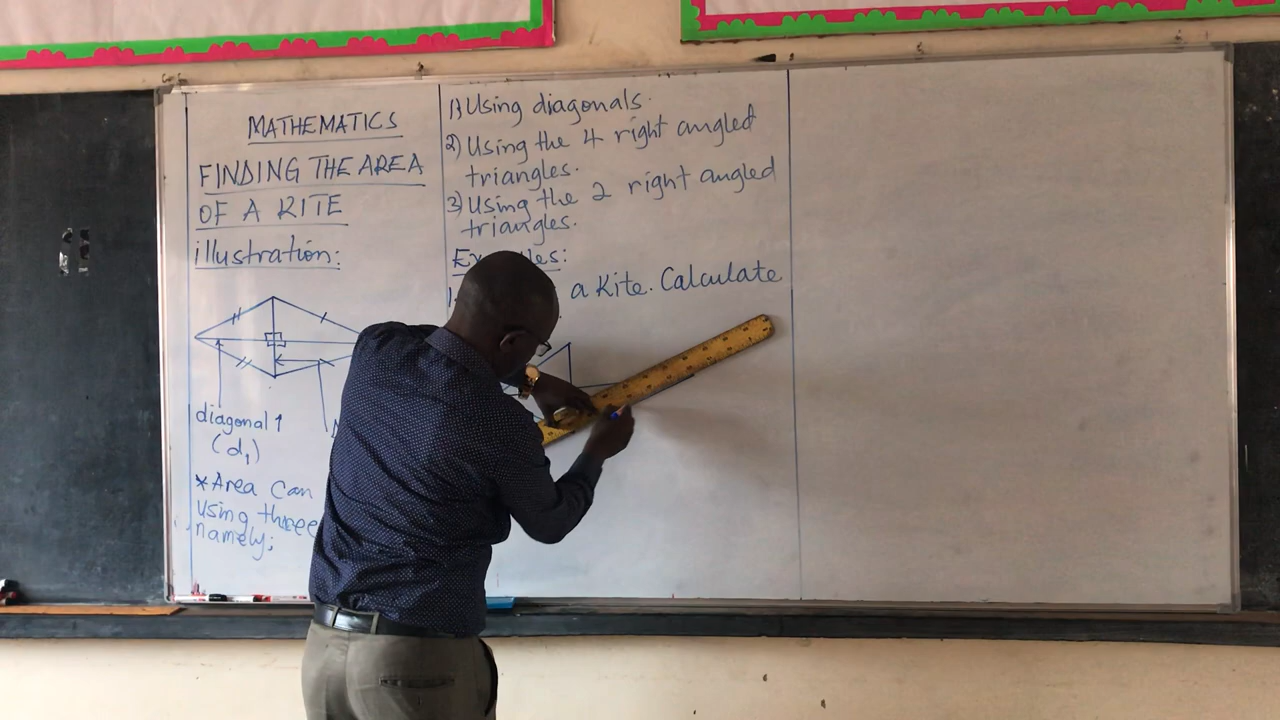 MATHEMATICS
FINDING THE AREA
OF A KITE
illustration:
diagonal 1
(d1)
*Area can
using three
namely;
1) Using diagonals.
2) Using the 4 right angled
triangles.
3) Using the 2 right angled
triangles.
a Kite. Calculate